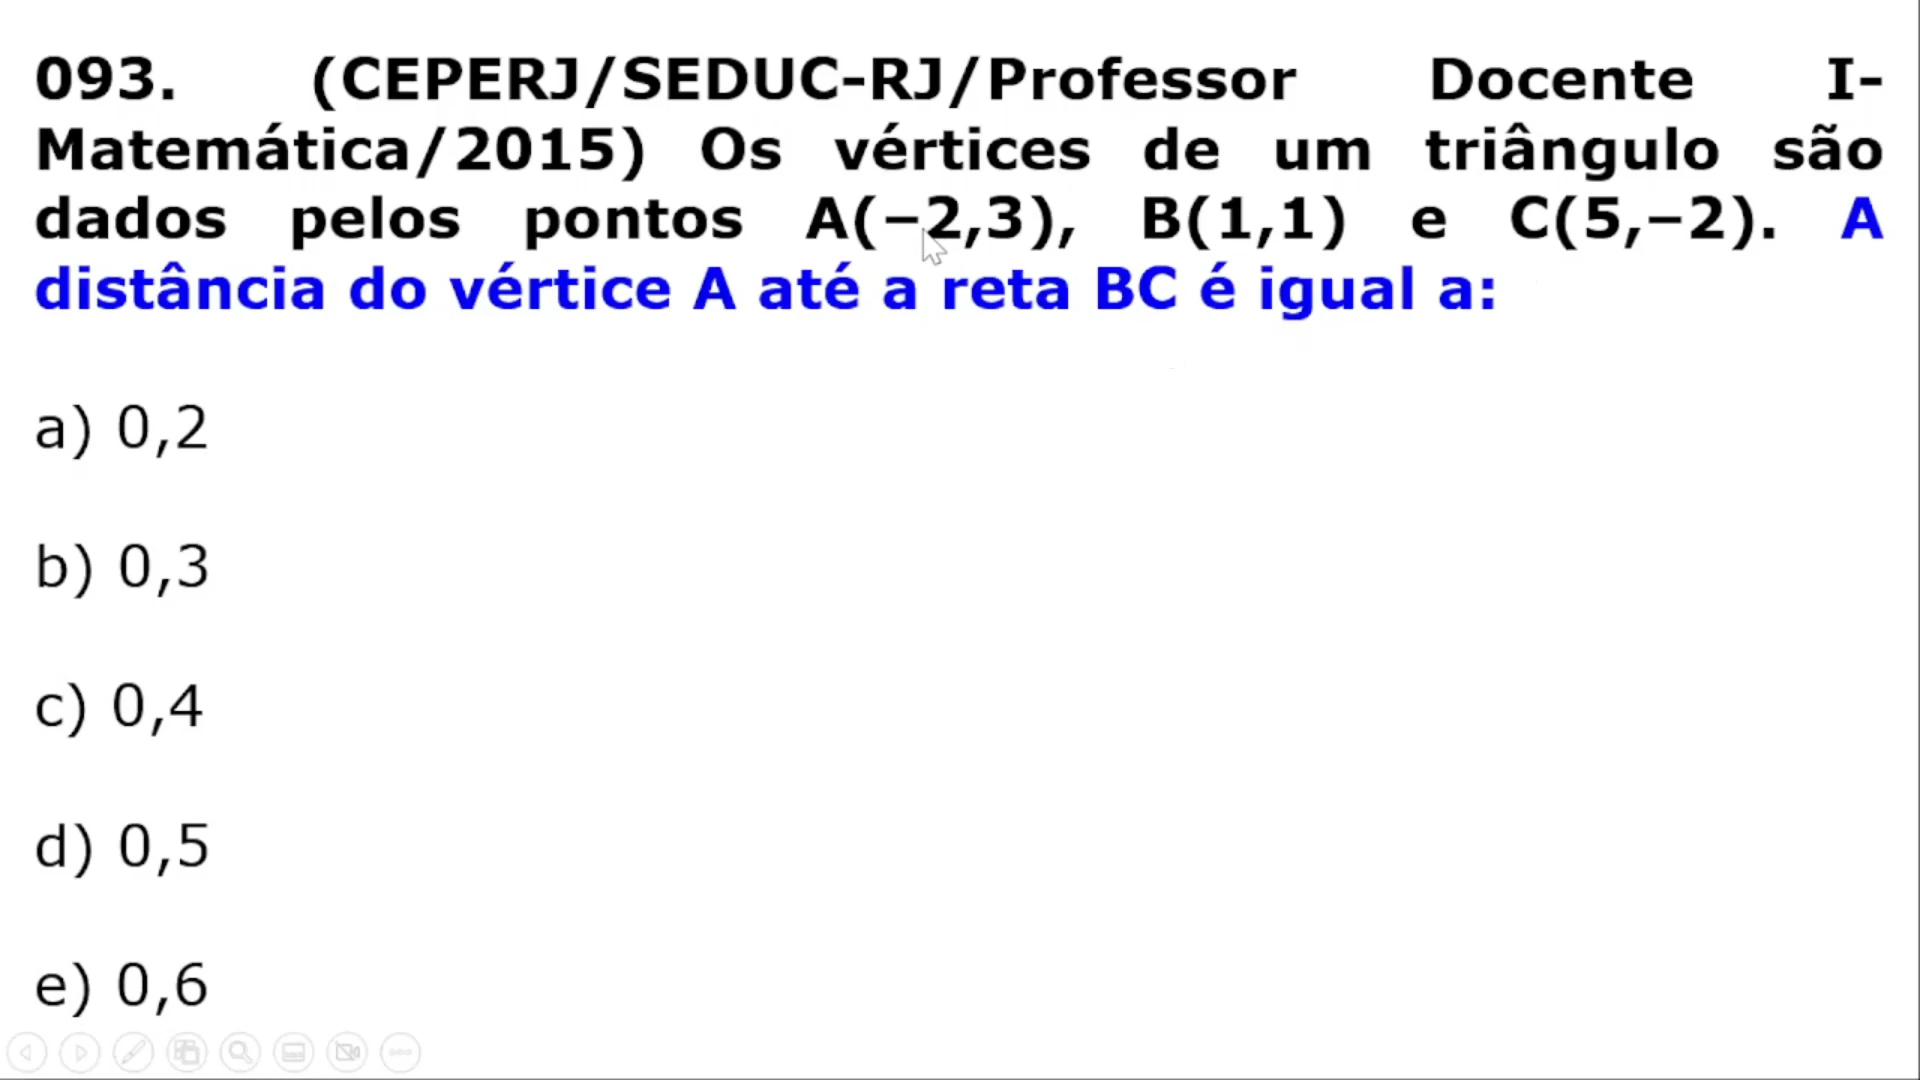 093. (CEPERJ/SEDUC-RJ/Professor Docente I-
Matemática/2015) Os vértices de um triângulo são
dados pelos pontos A(−2,3), B(1,1) e C(5,−2). A
distância do vértice A até a reta BC é igual a:
a) 0,2
b) 0,3
c) 0,4
d) 0,5
e) 0,6